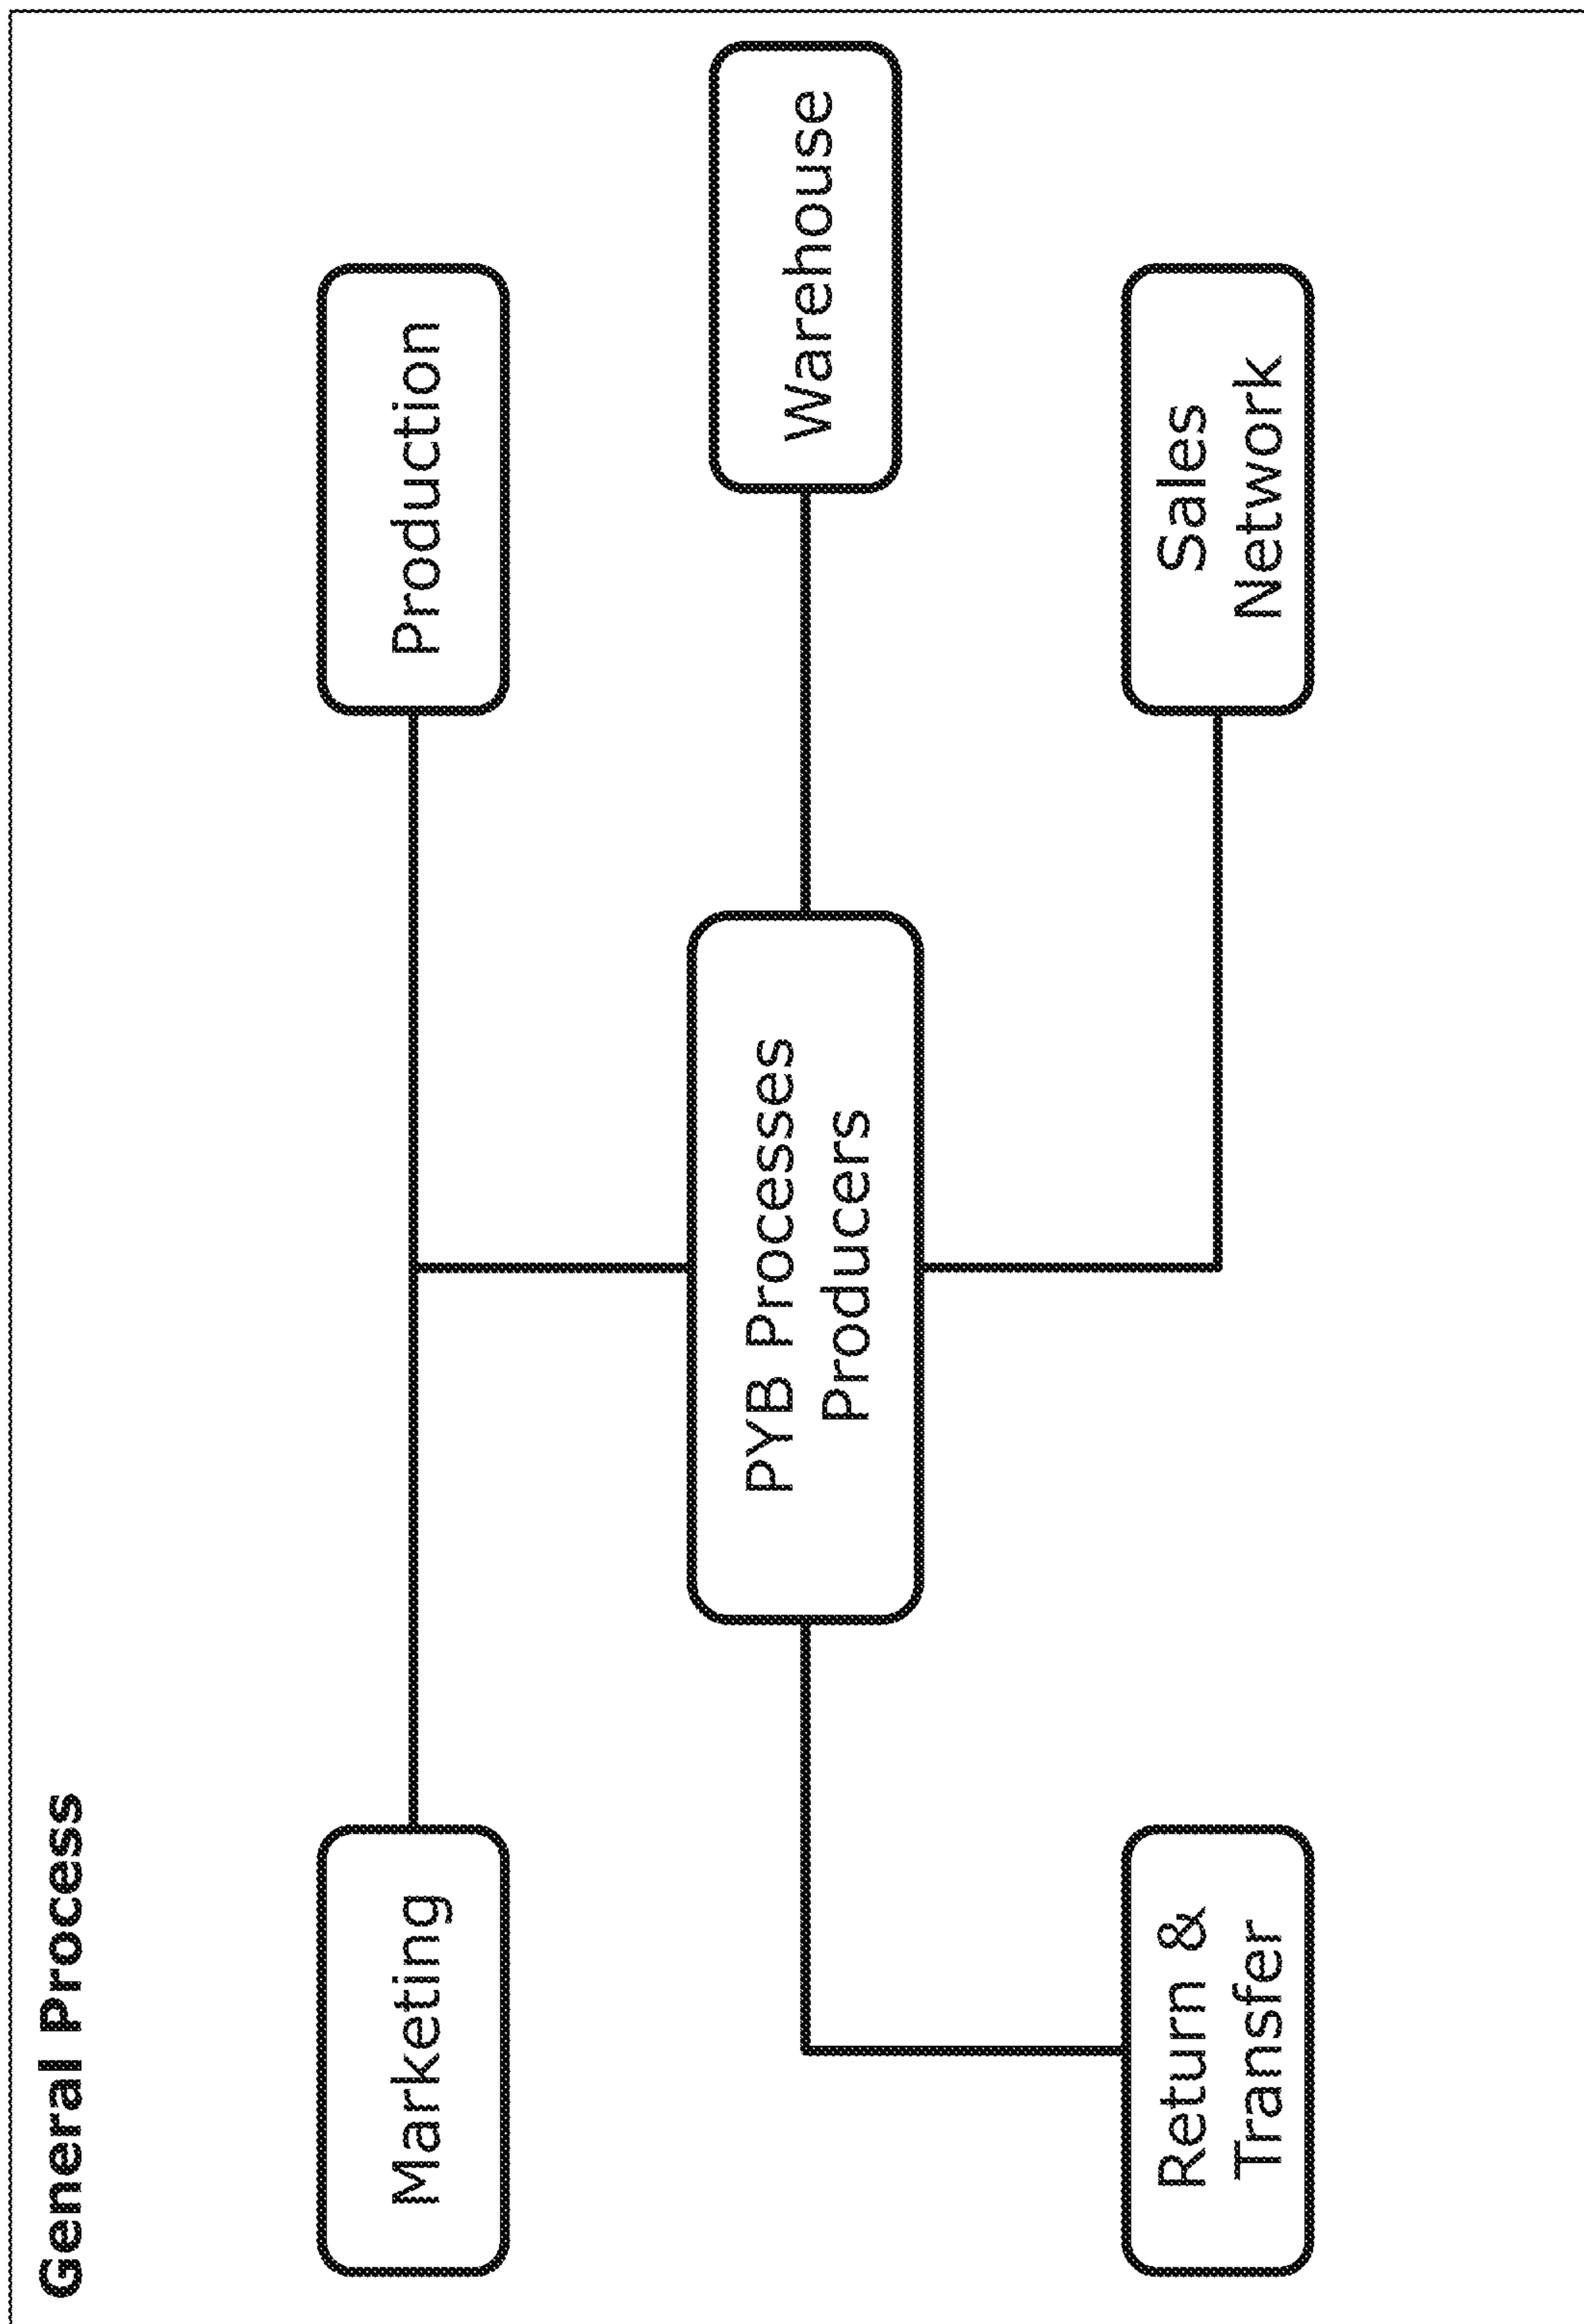 General Process
Marketing
Production
PYB Processes
Producers
Warehouse
Return &
Transfer
Sales
Network